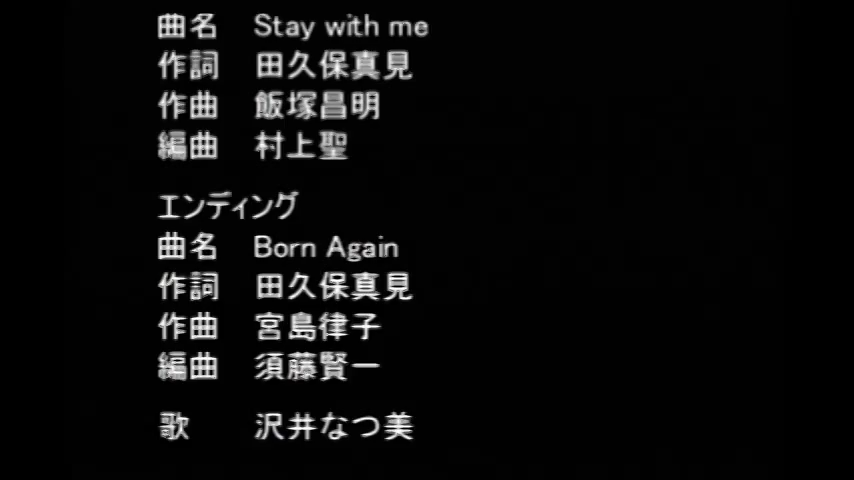 曲名 Stay with me
作詞 田久保真見
作曲 飯塚昌明
編曲 村上聖
エンディング
曲名 Born Again
作詞 田久保真見
作曲 宮島律子
編曲 須藤賢一
歌 沢井なつ美